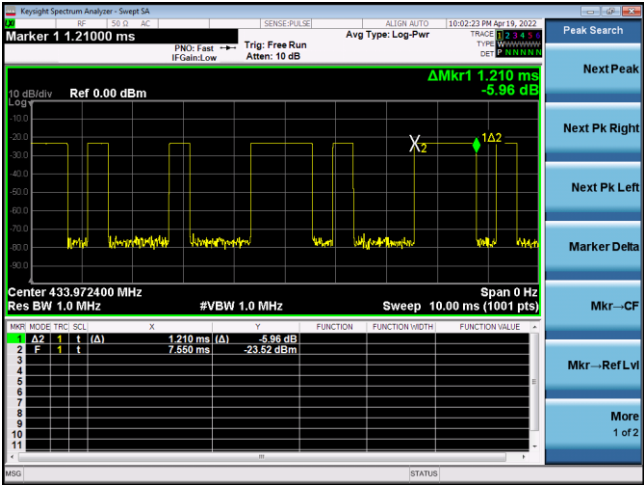 Keysight Spectrum Analyzer - Swept SA
RF 50 Ω AC SENSE:PULSE ALIGN AUTO 10:02:23 PM Apr 19, 2022
Marker 1 1.21000 ms
PNO: Fast
IFGain:Low
Trig: Free Run
Atten: 10 dB
Avg Type: Log-Pwr
TRACE 1 2 3 4 5 6
TYPE WWWWWW
DET P N N N N N
ΔMkr1 1.210 ms
-5.96 dB
10 dB/div Ref 0.00 dBm
Log
-10.0
-20.0
-30.0
-40.0
-50.0
-60.0
-70.0
-80.0
-90.0
X2
1Δ2
Center 433.972400 MHz Span 0 Hz
Res BW 1.0 MHz #VBW 1.0 MHz Sweep 10.00 ms (1001 pts)
MKR MODE TRC SCL X Y FUNCTION FUNCTION WIDTH FUNCTION VALUE
1 Δ2 1 t (Δ) 1.210 ms (Δ) -5.96 dB
2 F 1 t 7.550 ms -23.52 dBm
3
4
5
6
7
8
9
10
11
MSG STATUS
Peak Search
Next Peak
Next Pk Right
Next Pk Left
Marker Delta
Mkr→CF
Mkr→Ref Lvl
More
1 of 2